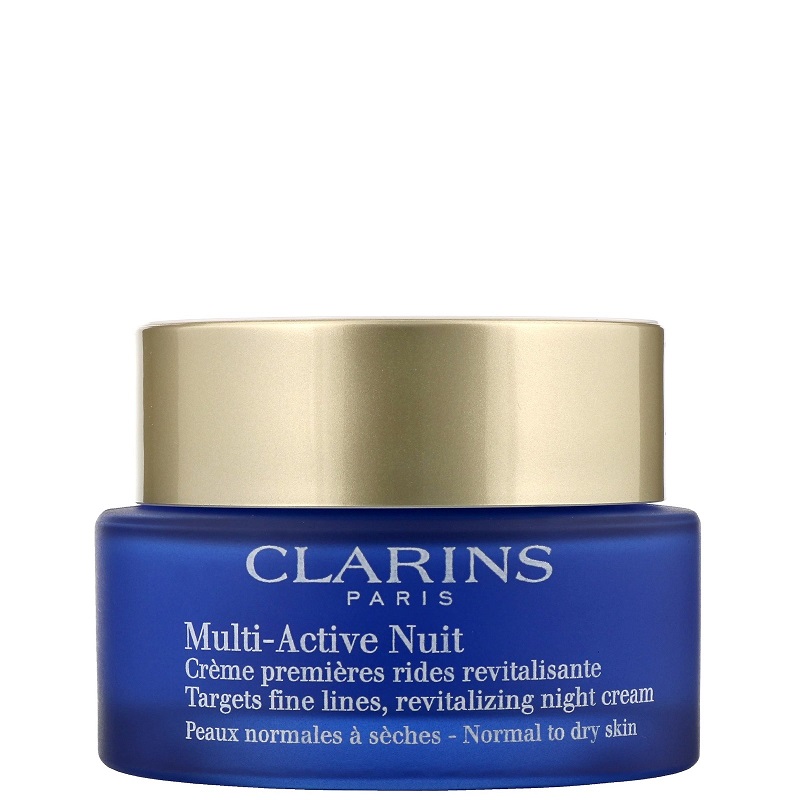 CLARINS
PARIS
Multi-Active Nuit
Crème premières rides revitalisante
Targets fine lines, revitalizing night cream
Peaux normales à sèches - Normal to dry skin